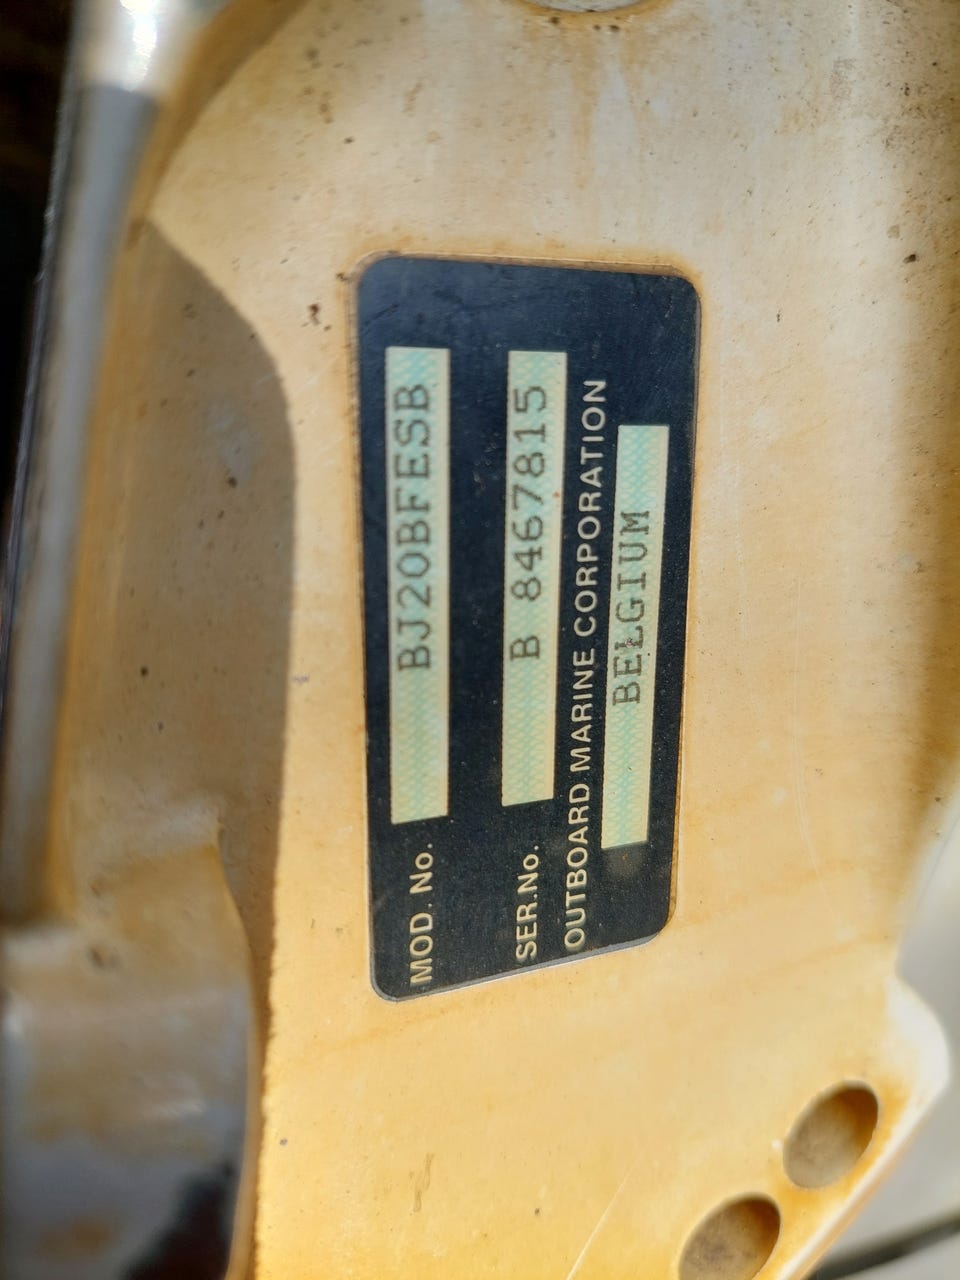 MOD. No. BJ20BFESB
SER.No. B 8467815
OUTBOARD MARINE CORPORATION
BELGIUM